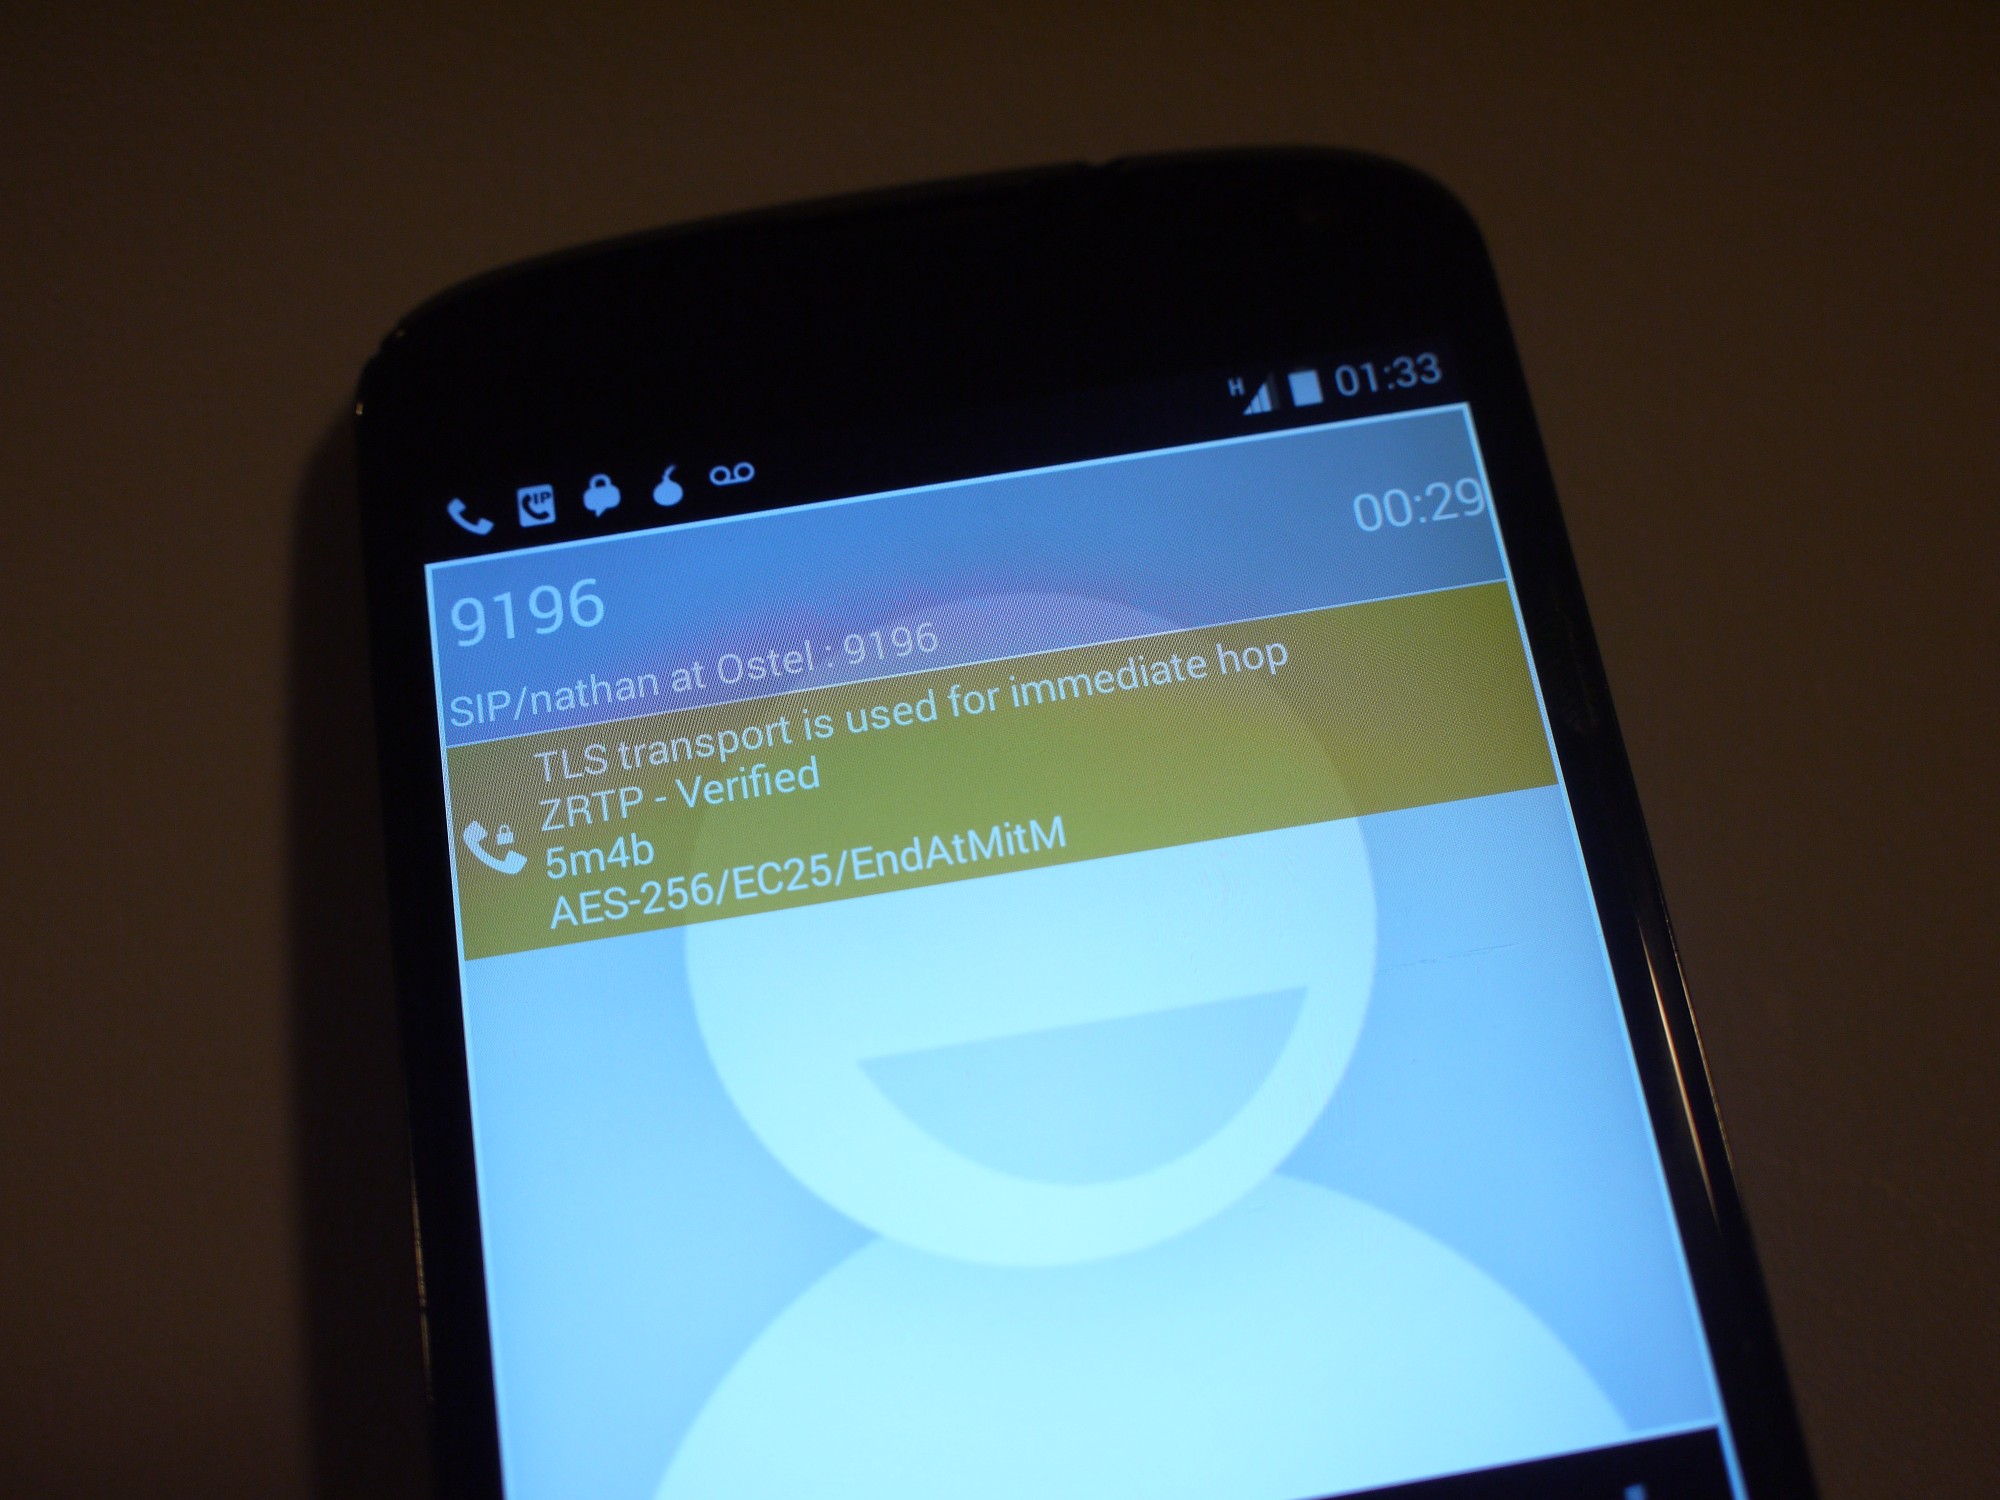 H 01:33
IP
00:29
9196
SIP/nathan at Ostel : 9196
TLS transport is used for immediate hop
ZRTP - Verified
5m4b
AES-256/EC25/EndAtMitM